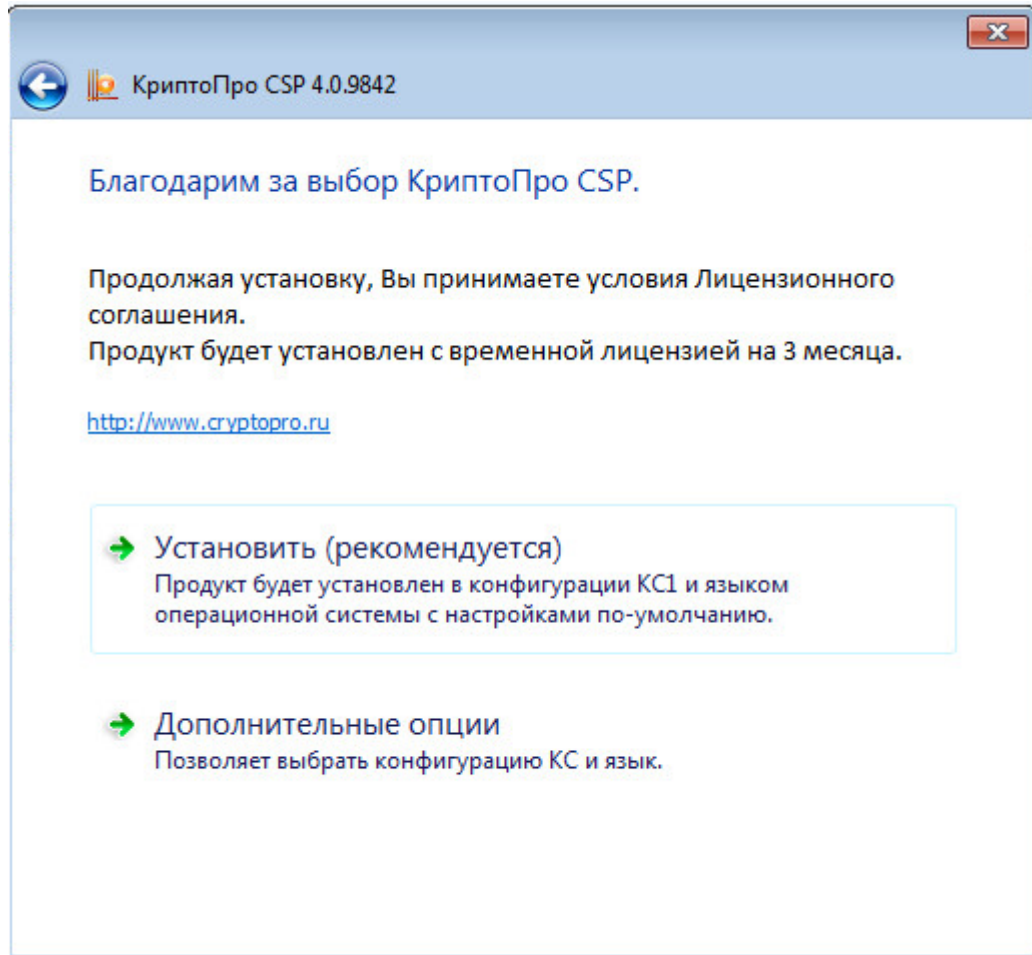 КриптоПро CSP 4.0.9842
Благодарим за выбор КриптоПро CSP.
Продолжая установку, Вы принимаете условия Лицензионного
соглашения.
Продукт будет установлен с временной лицензией на 3 месяца.
http://www.cryptopro.ru
Установить (рекомендуется)
Продукт будет установлен в конфигурации КС1 и языком
операционной системы с настройками по-умолчанию.
Дополнительные опции
Позволяет выбрать конфигурацию КС и язык.